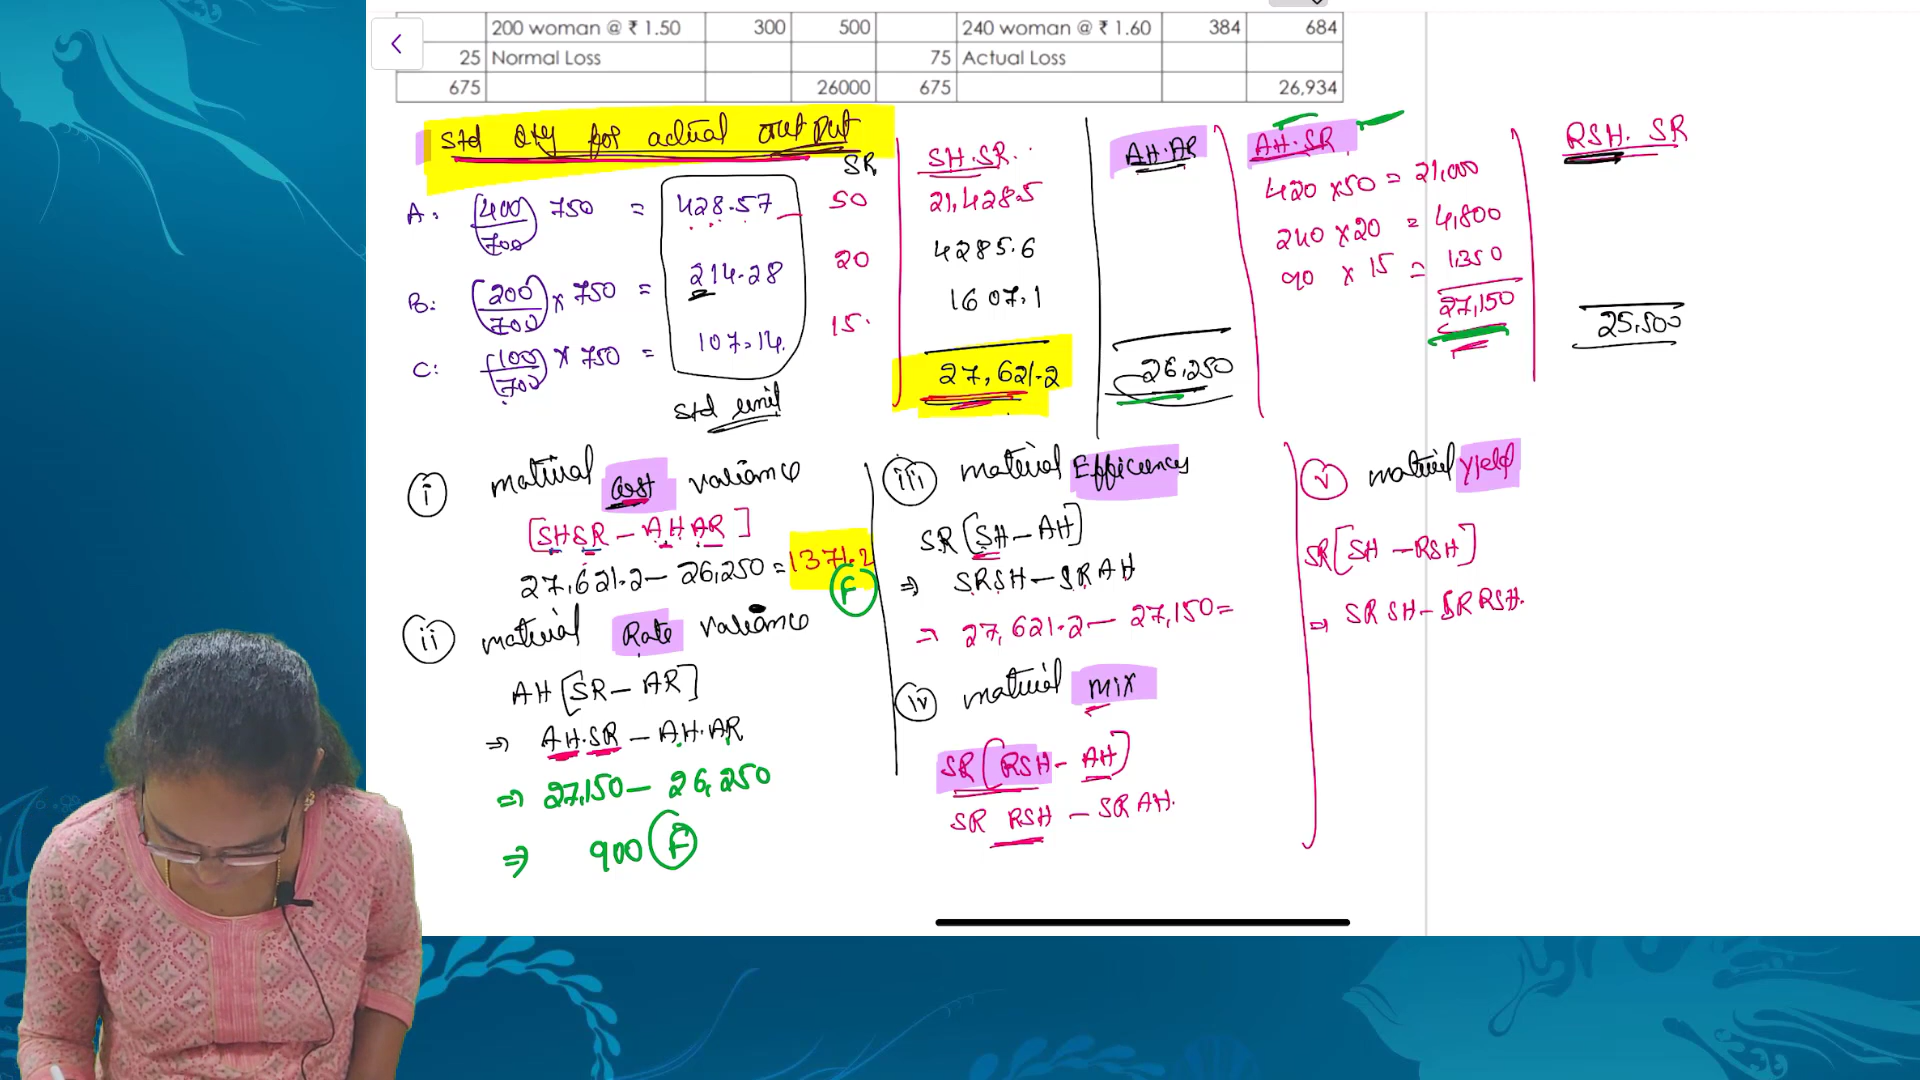 200 woman @ ₹ 1.50 300 500 240 woman @ ₹ 1.60 384 684
25 Normal Loss 75 Actual Loss
675 26000 675 26,934
Std Qty for actual output
SR
A: (400/700) 750 = 428.57 50
B: (200/700) x 750 = 214.28 20
C: (100/700) x 750 = 107.14 15
Std unit
SH.SR.
21,428.5
4285.6
1607.1
27,621.2
AH.AR
26,250
AH.SR
420 x50 = 21,000
240 x20 = 4,800
90 x 15 = 1350
27,150
RSH. SR
25,500
(i) material Cost variance
[SHSR - AHAR]
27,621.2 - 26,250 = 1371.2 (F)
(ii) material Rate variance
AH[SR - AR]
⇒ AH.SR - AH.AR
⇒ 27,150 - 26,250
⇒ 900 (F)
(iii) material Efficiency
SR[SH - AH]
⇒ SRSH - SRAH
⇒ 27,621.2 - 27,150 =
(iv) material mix
SR[RSH - AH]
SR RSH - SR AH.
(v) material Yield
SR[SH - RSH]
⇒ SR SH - SR RSH.